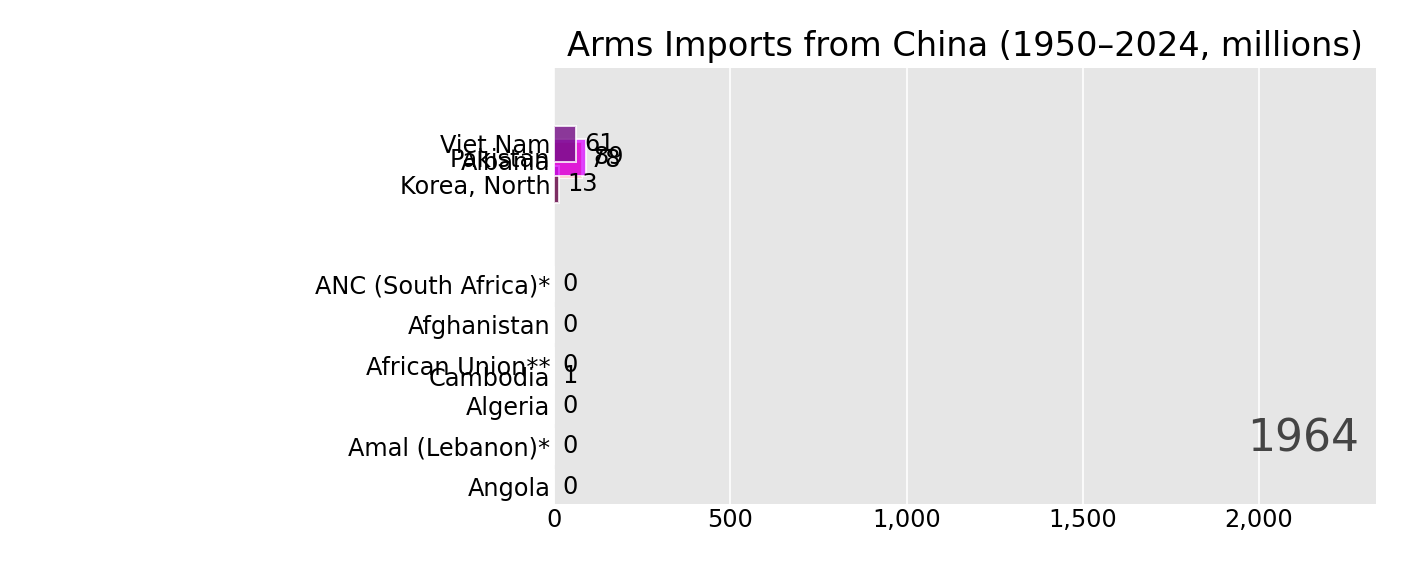 Arms Imports from China (1950–2024, millions)
Viet Nam 61
Pakistan
Albania 78
Korea, North 13
ANC (South Africa)* 0
Afghanistan 0
African Union** 0
Cambodia 1
Algeria 0
Amal (Lebanon)* 0
Angola 0
1964
0 500 1,000 1,500 2,000